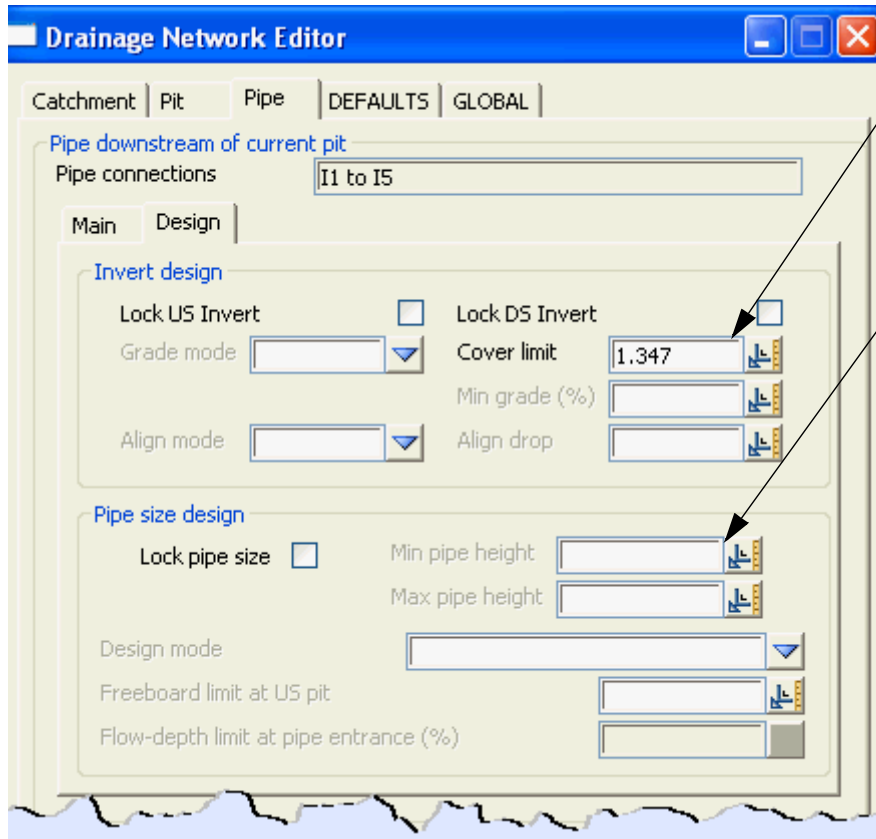 Drainage Network Editor
Catchment Pit Pipe DEFAULTS GLOBAL
Pipe downstream of current pit
Pipe connections I1 to I5
Main Design
Invert design
Lock US Invert Lock DS Invert
Grade mode Cover limit 1.347
Min grade (%)
Align mode Align drop
Pipe size design
Lock pipe size Min pipe height
Max pipe height
Design mode
Freeboard limit at US pit
Flow-depth limit at pipe entrance (%)